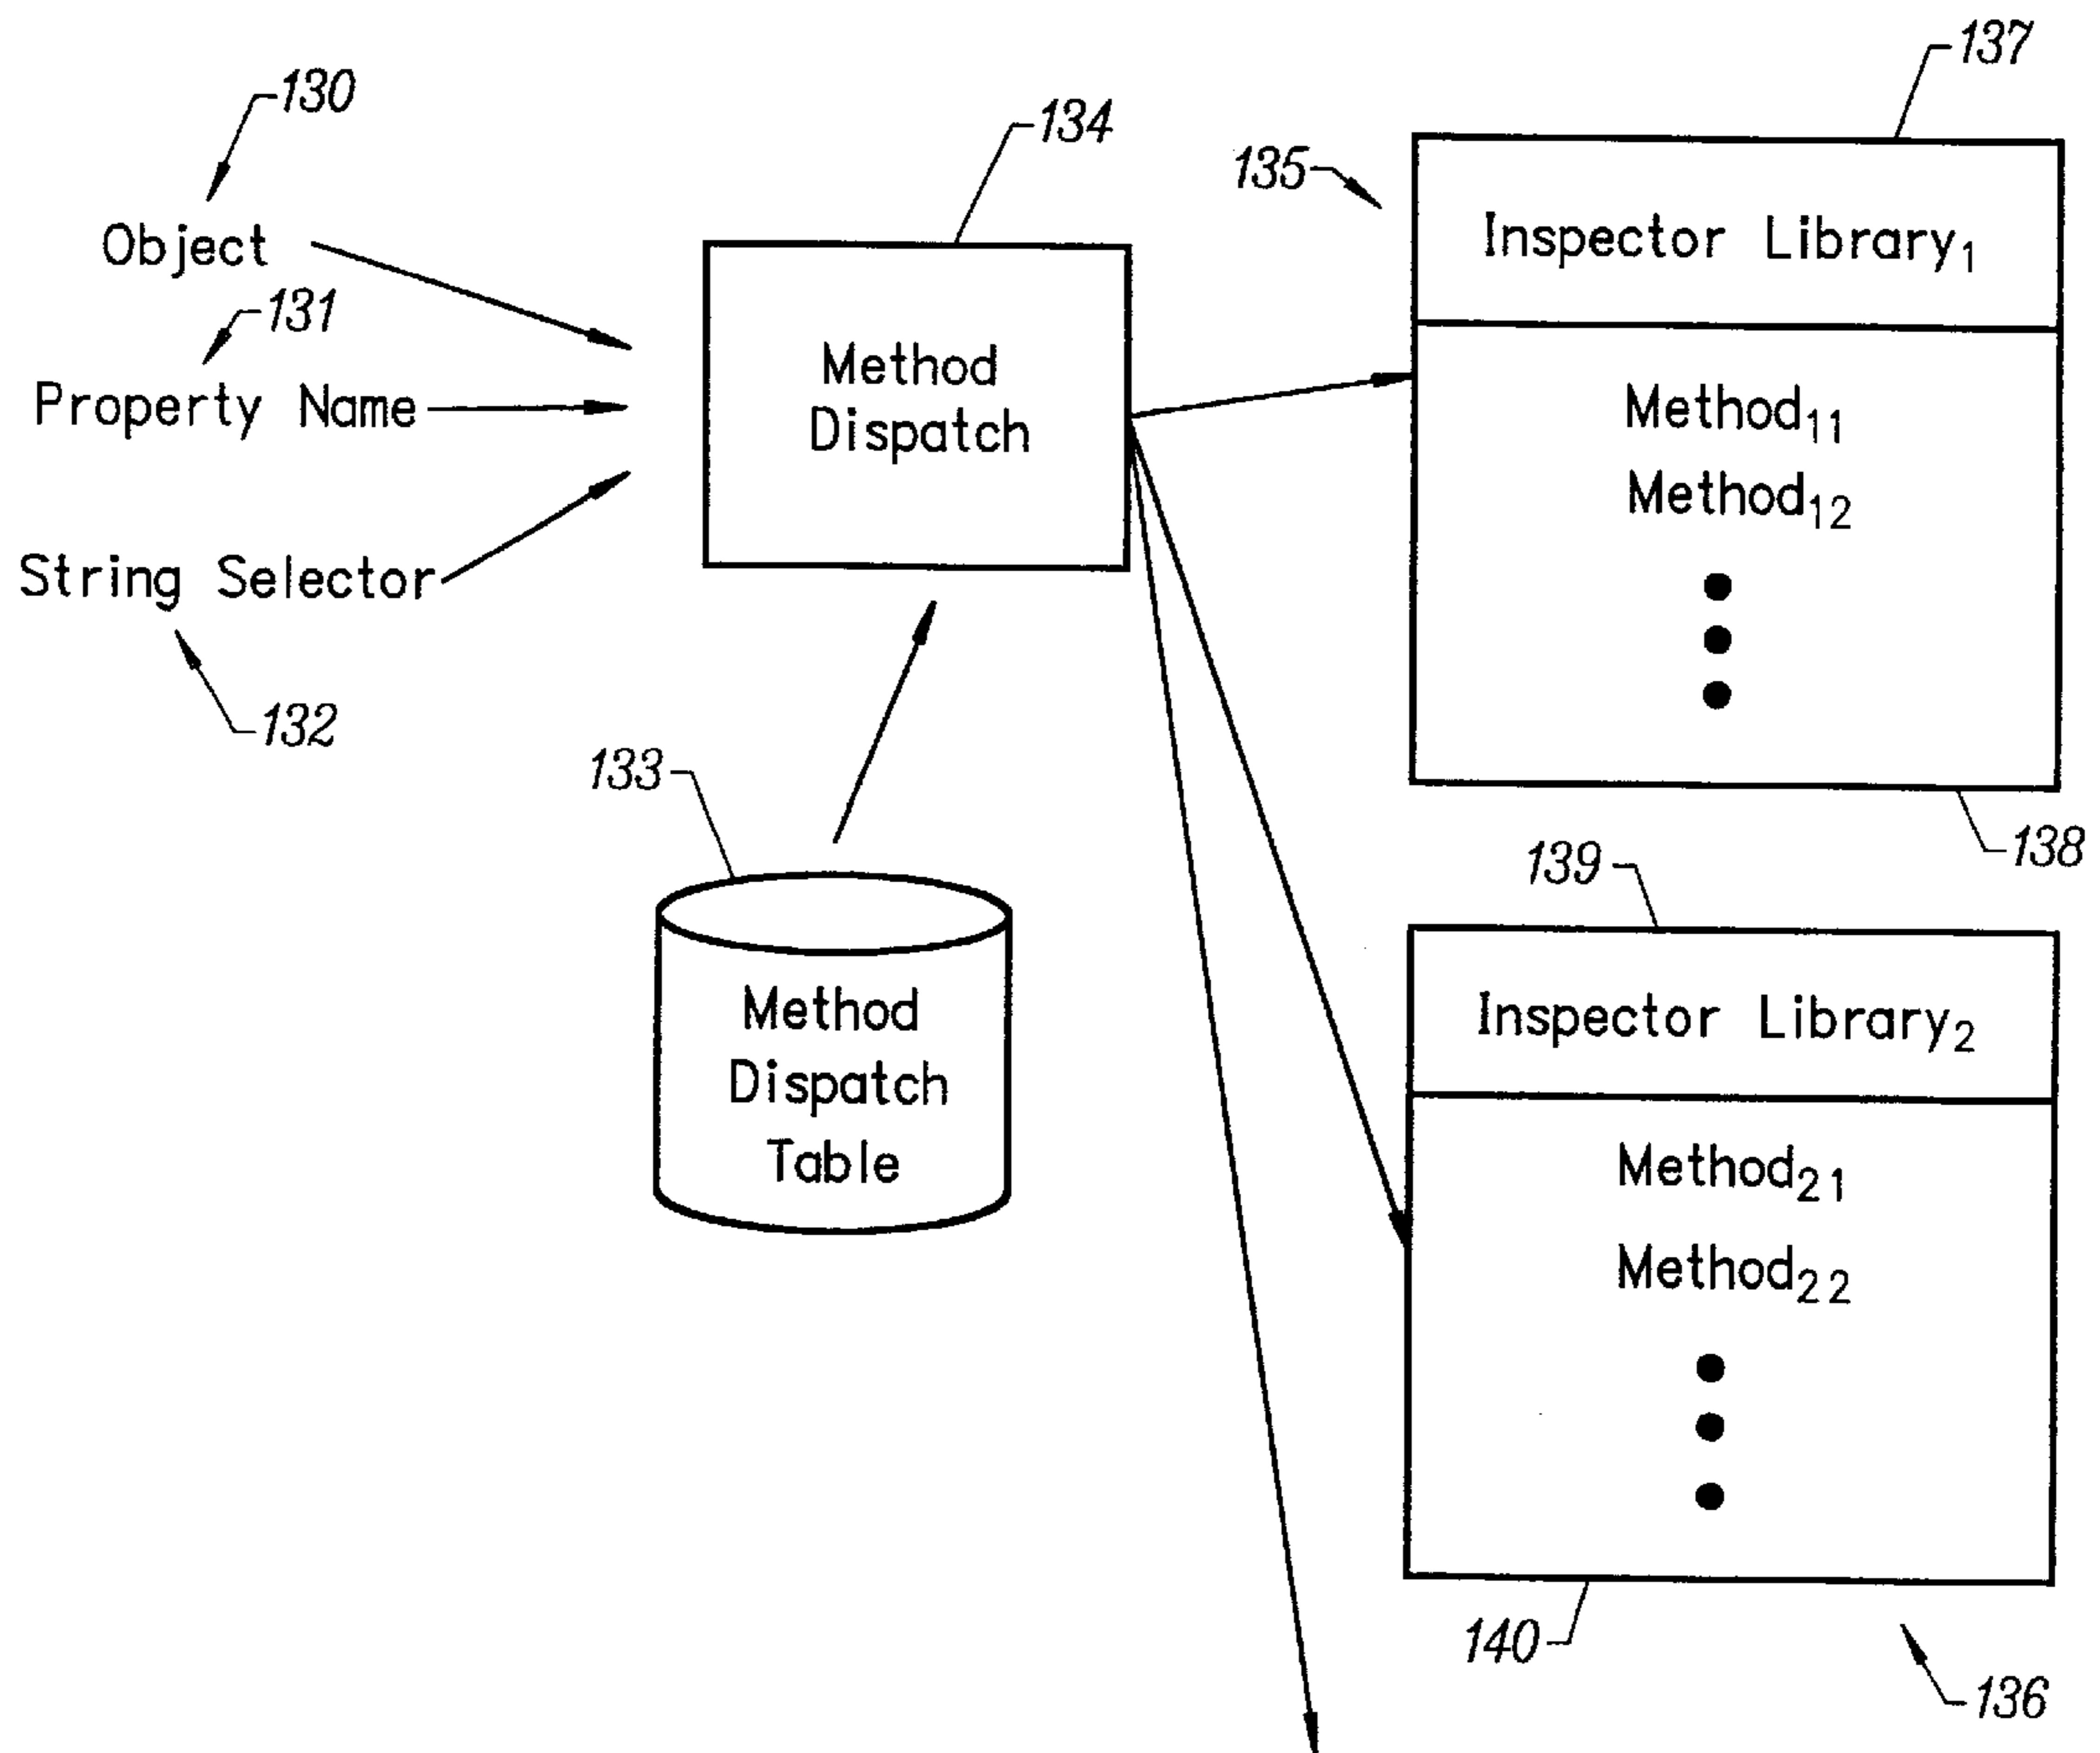 130
Object
131
Property Name
String Selector
132
134
Method
Dispatch
133
Method
Dispatch
Table
137
135
Inspector Library₁
Method₁₁
Method₁₂
138
139
Inspector Library₂
Method₂₁
Method₂₂
140
136